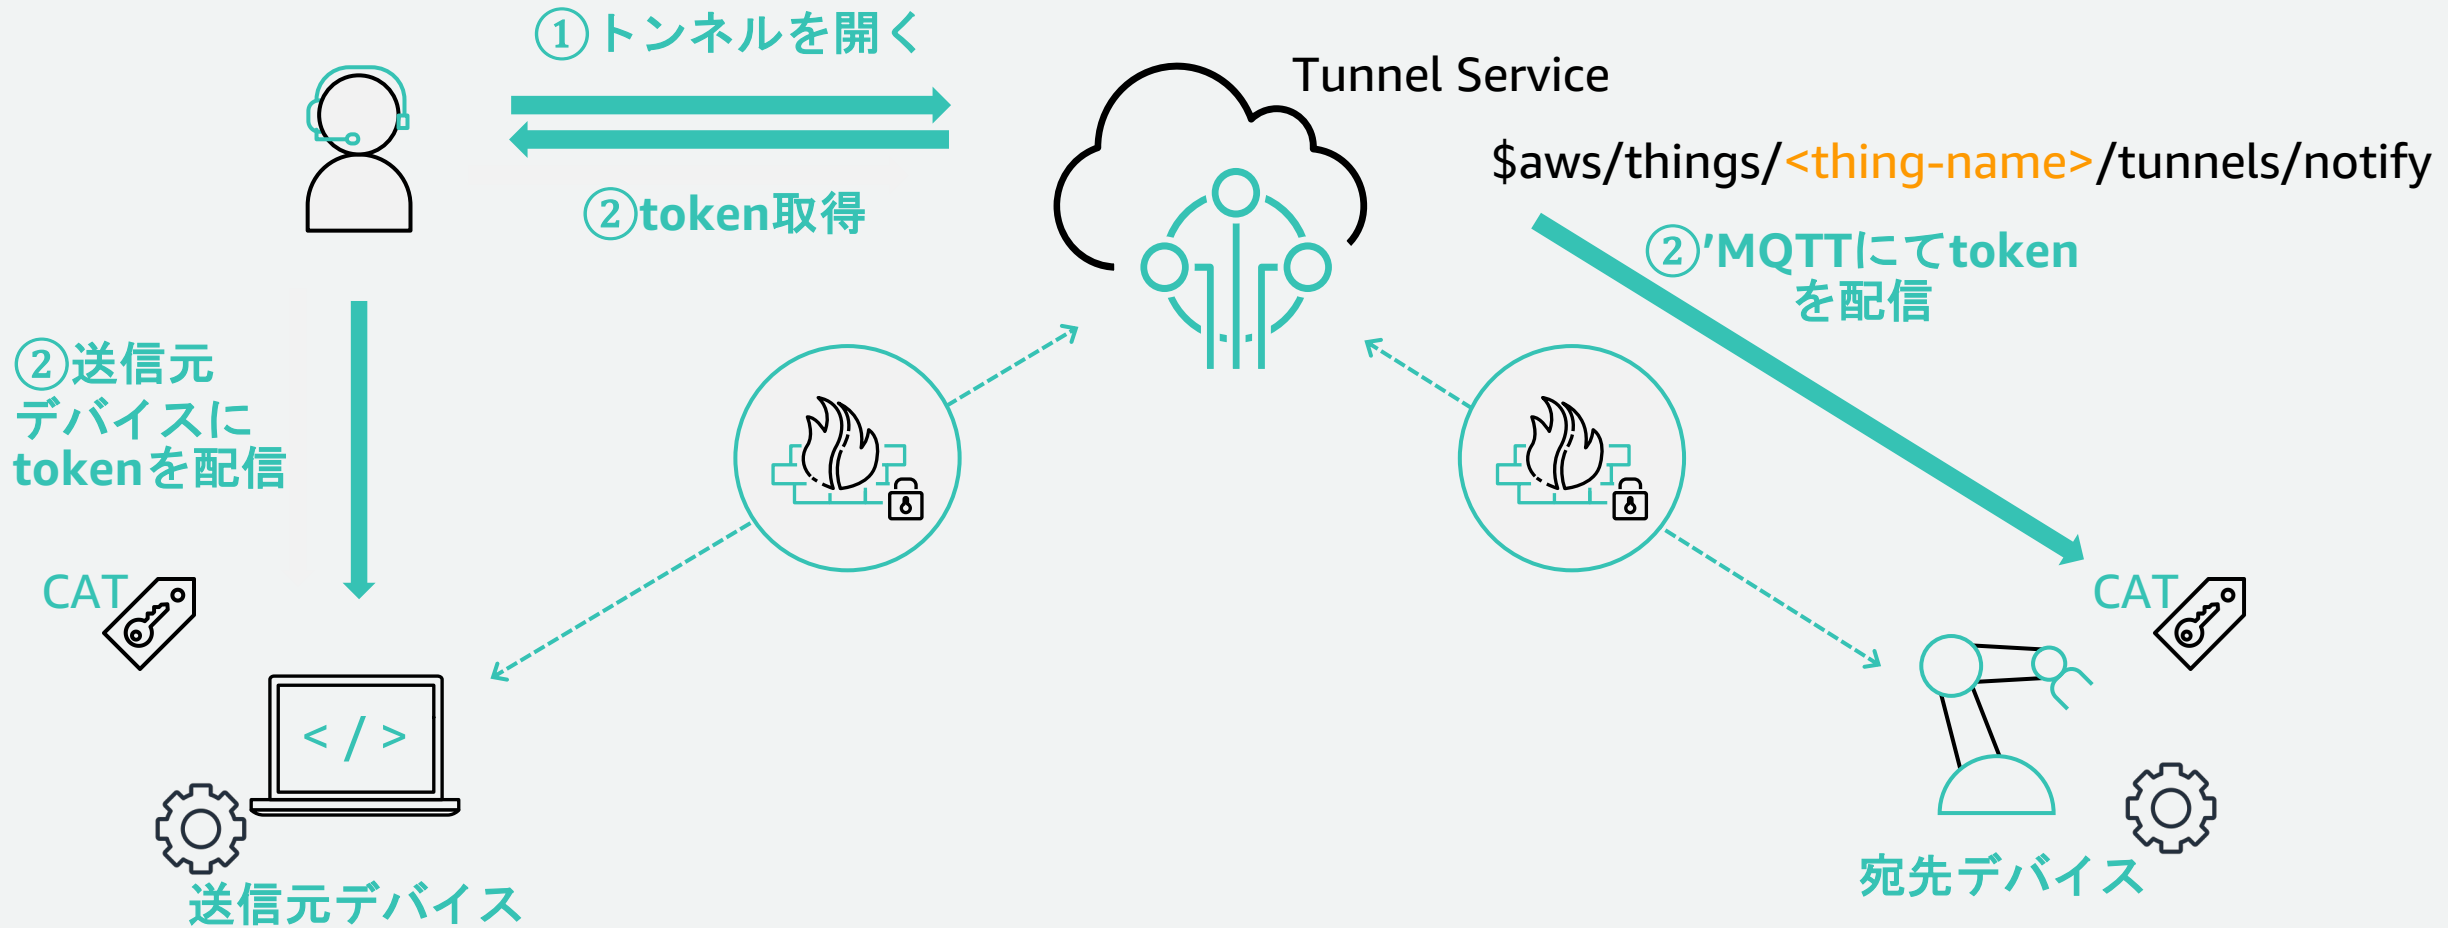 ①トンネルを開く
Tunnel Service
$aws/things/<thing-name>/tunnels/notify
②token取得
②’MQTTにてtoken
を配信
②送信元
デバイスに
tokenを配信
CAT
CAT
< / >
送信元デバイス
宛先デバイス